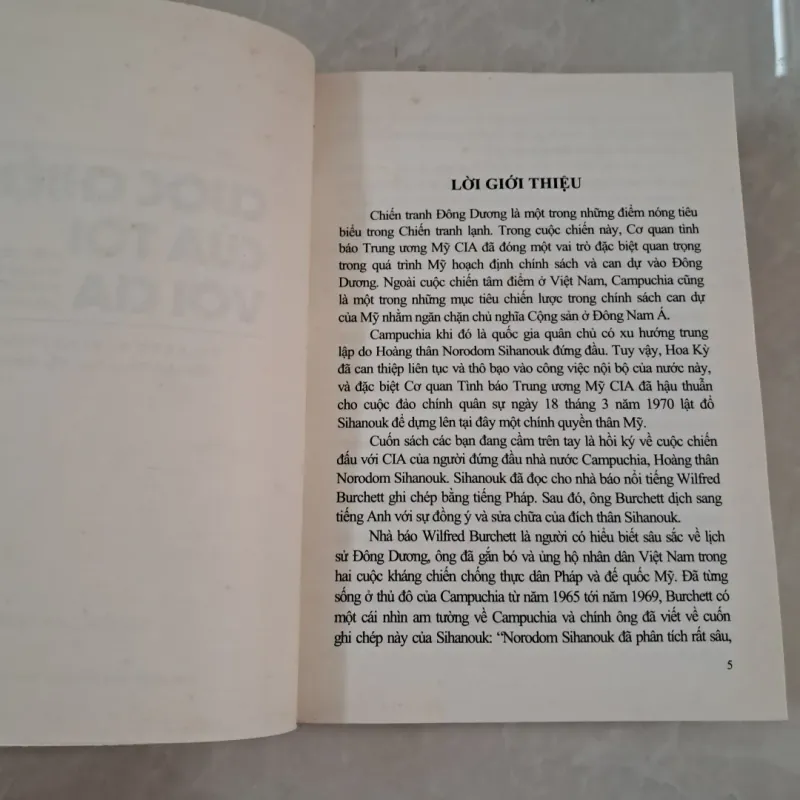 LỜI GIỚI THIỆU
Chiến tranh Đông Dương là một trong những điểm nóng tiêu
biểu trong Chiến tranh lạnh. Trong cuộc chiến này, Cơ quan tình
báo Trung ương Mỹ CIA đã đóng một vai trò đặc biệt quan trọng
trong quá trình Mỹ hoạch định chính sách và can dự vào Đông
Dương. Ngoài cuộc chiến tâm điểm ở Việt Nam, Campuchia cũng
là một trong những mục tiêu chiến lược trong chính sách can dự
của Mỹ nhằm ngăn chặn chủ nghĩa Cộng sản ở Đông Nam Á.
Campuchia khi đó là quốc gia quân chủ có xu hướng trung
lập do Hoàng thân Norodom Sihanouk đứng đầu. Tuy vậy, Hoa Kỳ
đã can thiệp liên tục và thô bạo vào công việc nội bộ của nước này,
và đặc biệt Cơ quan Tình báo Trung ương Mỹ CIA đã hậu thuẫn
cho cuộc đảo chính quân sự ngày 18 tháng 3 năm 1970 lật đổ
Sihanouk để dựng lên tại đây một chính quyền thân Mỹ.
Cuốn sách các bạn đang cầm trên tay là hồi ký về cuộc chiến
đấu với CIA của người đứng đầu nhà nước Campuchia, Hoàng thân
Norodom Sihanouk. Sihanouk đã đọc cho nhà báo nổi tiếng Wilfred
Burchett ghi chép bằng tiếng Pháp. Sau đó, ông Burchett dịch sang
tiếng Anh với sự đồng ý và sửa chữa của đích thân Sihanouk.
Nhà báo Wilfred Burchett là người có hiểu biết sâu sắc về lịch
sử Đông Dương, ông đã gắn bó và ủng hộ nhân dân Việt Nam trong
hai cuộc kháng chiến chống thực dân Pháp và đế quốc Mỹ. Đã từng
sống ở thủ đô của Campuchia từ năm 1965 tới năm 1969, Burchett có
một cái nhìn am tường về Campuchia và chính ông đã viết về cuốn
ghi chép này của Sihanouk: “Norodom Sihanouk đã phân tích rất sâu,
5